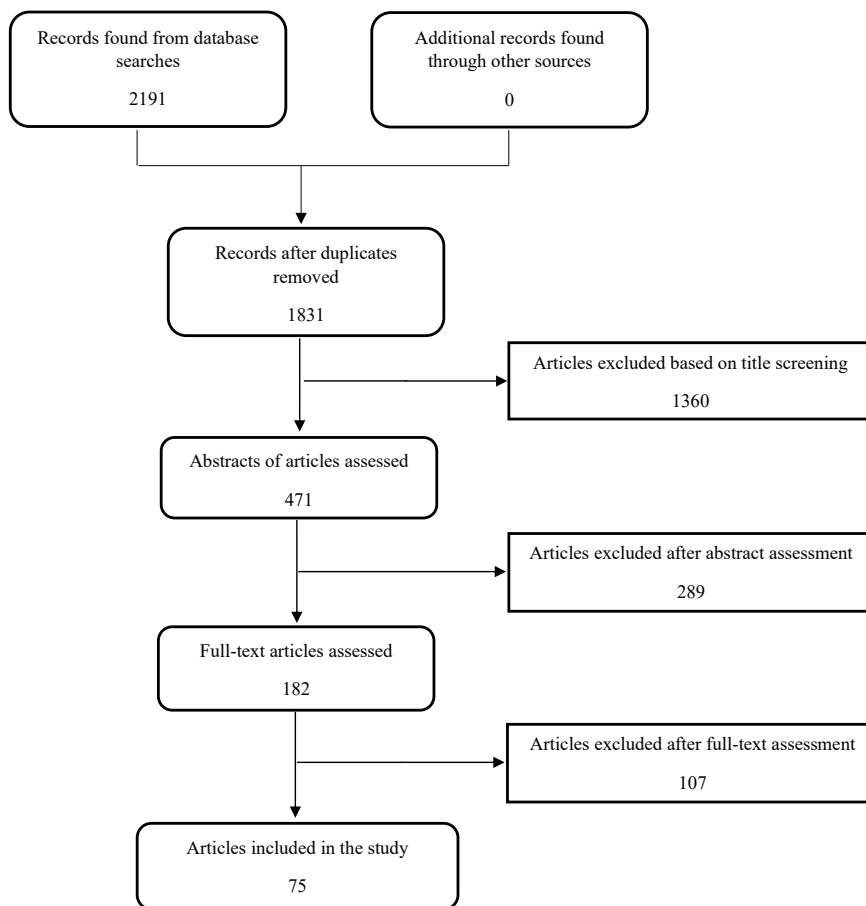 Records found from database
searches
2191
Additional records found
through other sources
0
Records after duplicates
removed
1831
Articles excluded based on title screening
1360
Abstracts of articles assessed
471
Articles excluded after abstract assessment
289
Full-text articles assessed
182
Articles excluded after full-text assessment
107
Articles included in the study
75